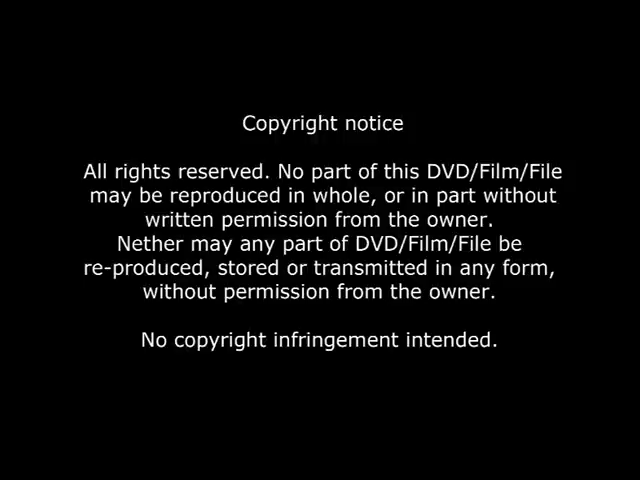 Copyright notice
All rights reserved. No part of this DVD/Film/File
may be reproduced in whole, or in part without
written permission from the owner.
Nether may any part of DVD/Film/File be
re-produced, stored or transmitted in any form,
without permission from the owner.
No copyright infringement intended.